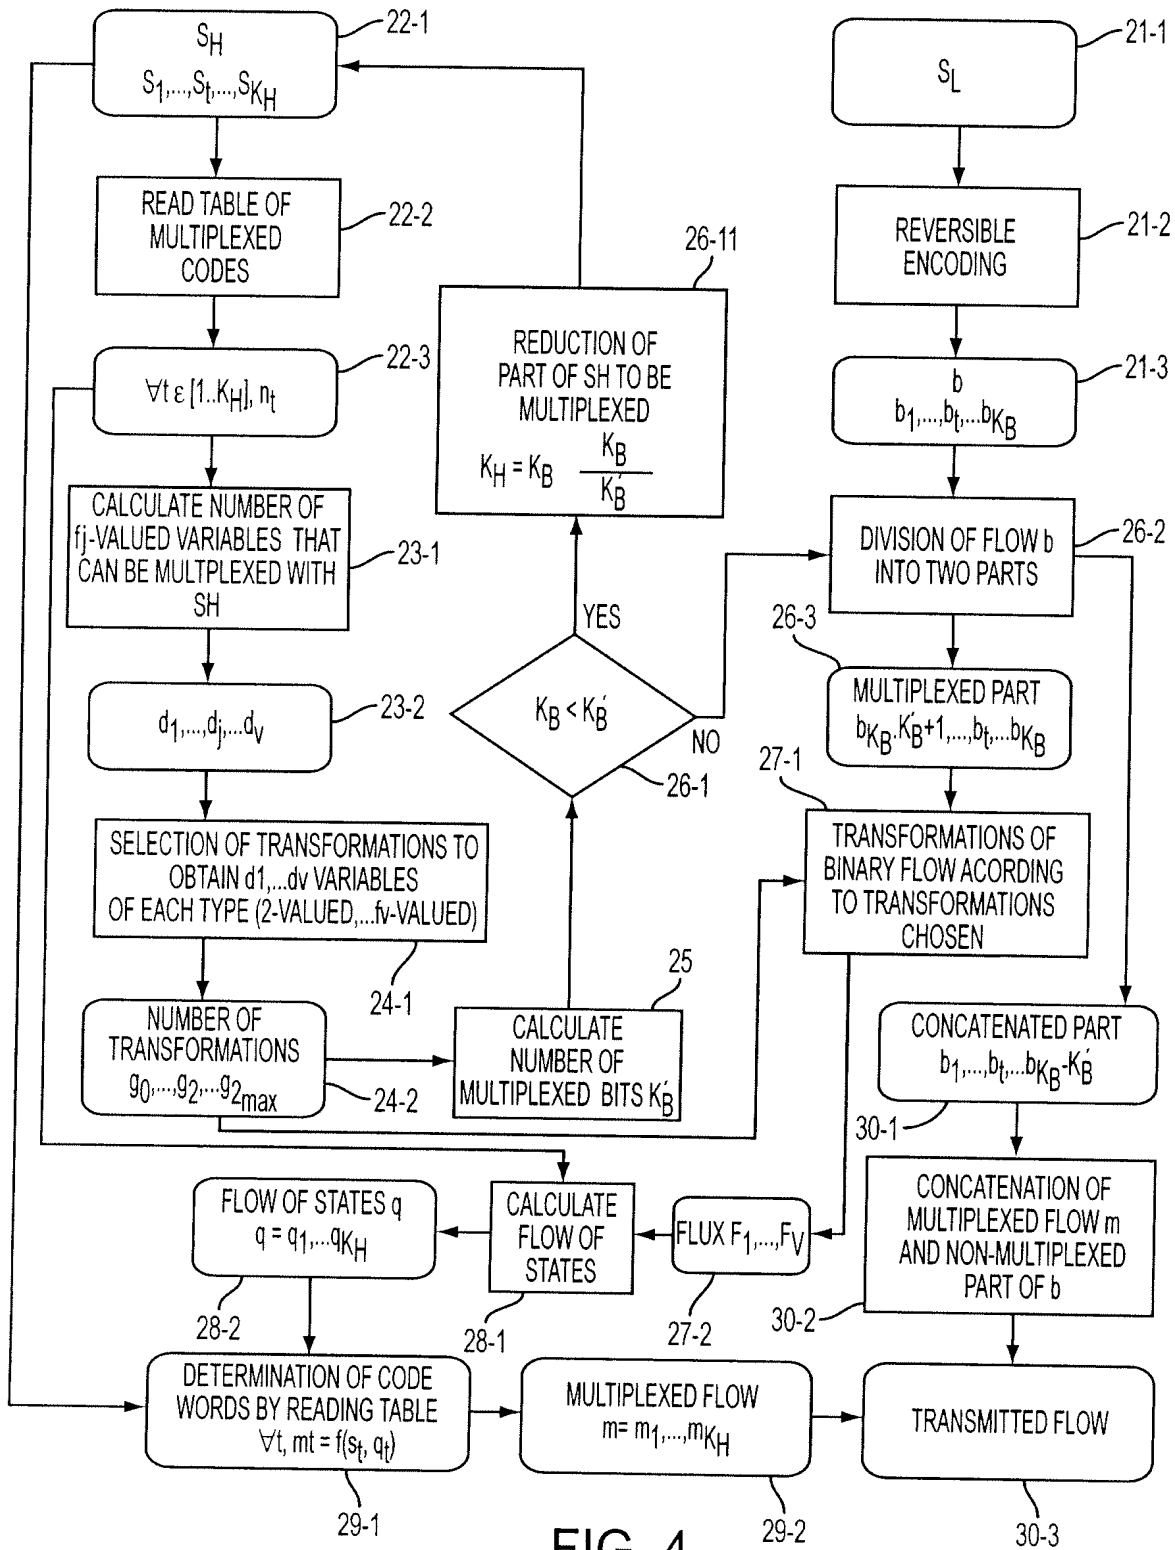 22-1
S_H
S_1,...,S_t,...,S_{K_H}
READ TABLE OF
MULTIPLEXED
CODES
22-2
∀t ε [1..K_H], n_t
22-3
CALCULATE NUMBER OF
fj-VALUED VARIABLES THAT
CAN BE MULTPLEXED WITH
SH
23-1
d_1,...,d_j,...d_v
23-2
SELECTION OF TRANSFORMATIONS TO
OBTAIN d1,...dv VARIABLES
OF EACH TYPE (2-VALUED,...fv-VALUED)
24-1
NUMBER OF
TRANSFORMATIONS
g_0,...,g_2,...g_{2max}
24-2
25
CALCULATE
NUMBER OF
MULTIPLEXED BITS K'_B
26-11
REDUCTION OF
PART OF SH TO BE
MULTIPLEXED
K_H = K_B K_B / K'_B
YES
K_B < K'_B
NO
26-1
21-1
S_L
REVERSIBLE
ENCODING
21-2
b
b_1,...,b_t,...b_{K_B}
21-3
DIVISION OF FLOW b
INTO TWO PARTS
26-2
26-3
MULTIPLEXED PART
b_{K_B}.K'_B+1,...,b_t,...b_{K_B}
27-1
TRANSFORMATIONS OF
BINARY FLOW ACORDING
TO TRANSFORMATIONS
CHOSEN
CONCATENATED PART
b_1,...,b_t,...b_{K_B}-K'_B
30-1
CONCATENATION OF
MULTIPLEXED FLOW m
AND NON-MULTIPLEXED
PART OF b
30-2
FLUX F_1,...,F_V
27-2
CALCULATE
FLOW OF
STATES
28-1
FLOW OF STATES q
q = q_1,...q_{K_H}
28-2
DETERMINATION OF CODE
WORDS BY READING TABLE
∀t, mt = f(s_t, q_t)
29-1
MULTIPLEXED FLOW
m= m_1,...,m_{K_H}
29-2
TRANSMITTED FLOW
30-3
FIG. 4